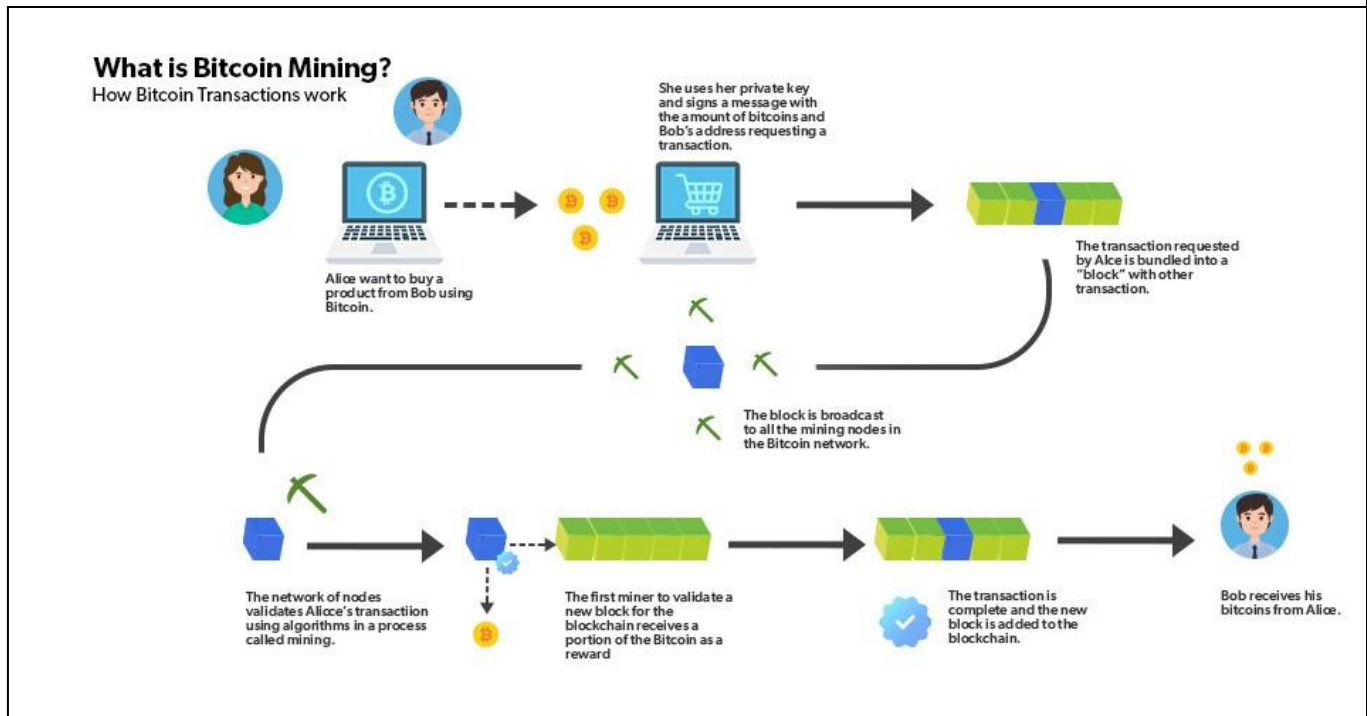 What is Bitcoin Mining?
How Bitcoin Transactions work
She uses her private key
and signs a message with
the amount of bitcoins and
Bob's address requesting a
transaction.
Alice want to buy a
product from Bob using
Bitcoin.
The transaction requested
by Alce is bundled into a
"block" with other
transaction.
The block is broadcast
to all the mining nodes in
the Bitcoin network.
The network of nodes
validates Alicce's transactiion
using algorithms in a process
called mining.
The first miner to validate a
new block for the
blockchain receives a
portion of the Bitcoin as a
reward
The transaction is
complete and the new
block is added to the
blockchain.
Bob receives his
bitcoins from Alice.